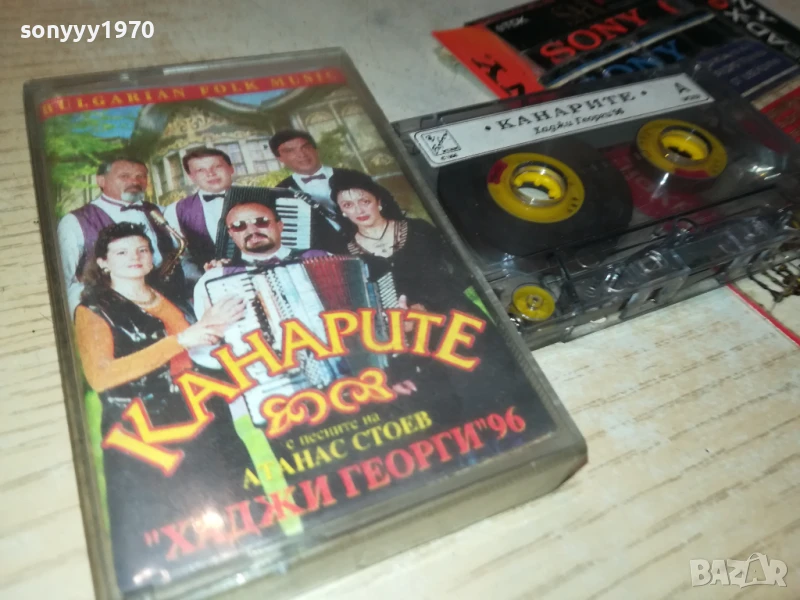 sonyyy1970
BULGARIAN FOLK MUSIC
КАНАРИТЕ
с песните на
АТАНАС СТОЕВ
"ХАДЖИ ГЕОРГИ"96
• КАНАРИТЕ •
Хаджи Георги'96
A
SONY
BAZAR